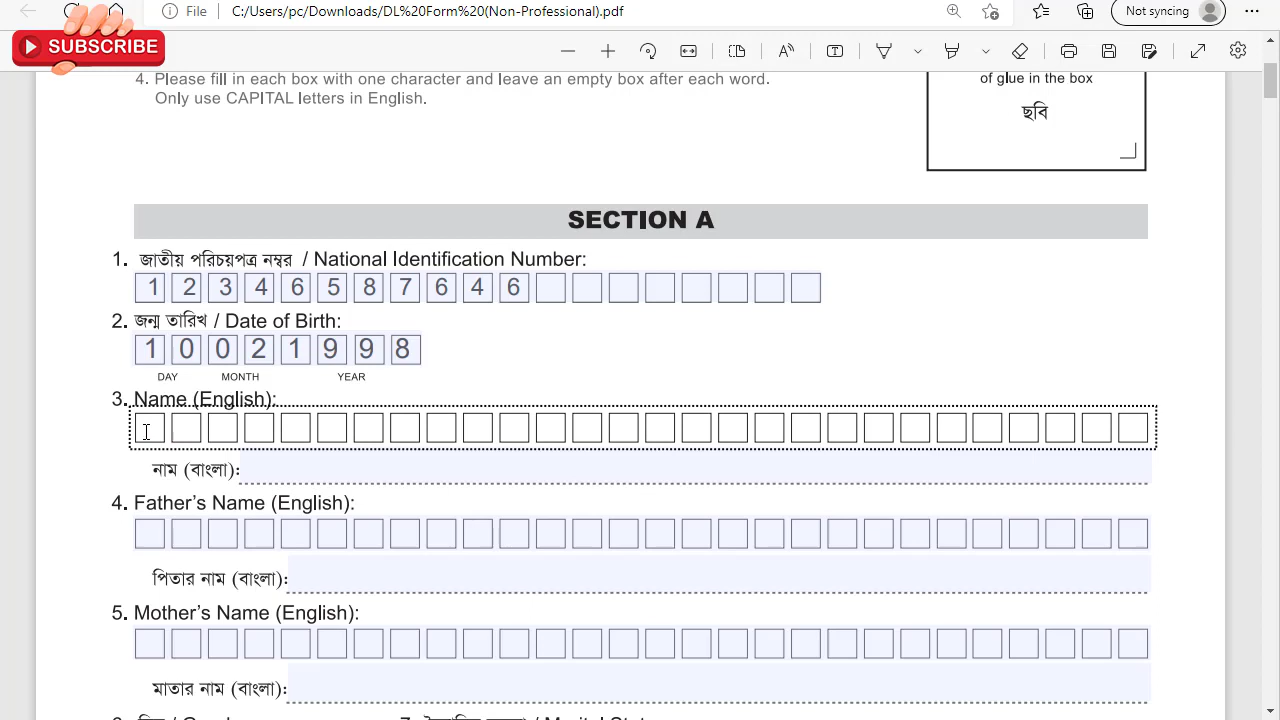 File C:/Users/pc/Downloads/DL%20Form%20(Non-Professional).pdf
Not syncing
SUBSCRIBE
4. Please fill in each box with one character and leave an empty box after each word.
Only use CAPITAL letters in English.
of glue in the box
ছবি
SECTION A
1. জাতীয় পরিচয়পত্র নম্বর / National Identification Number:
1 2 3 4 6 5 8 7 6 4 6
2. জন্ম তারিখ / Date of Birth:
1 0 0 2 1 9 9 8
DAY MONTH YEAR
3. Name (English):
নাম (বাংলা):
4. Father's Name (English):
পিতার নাম (বাংলা):
5. Mother's Name (English):
মাতার নাম (বাংলা):